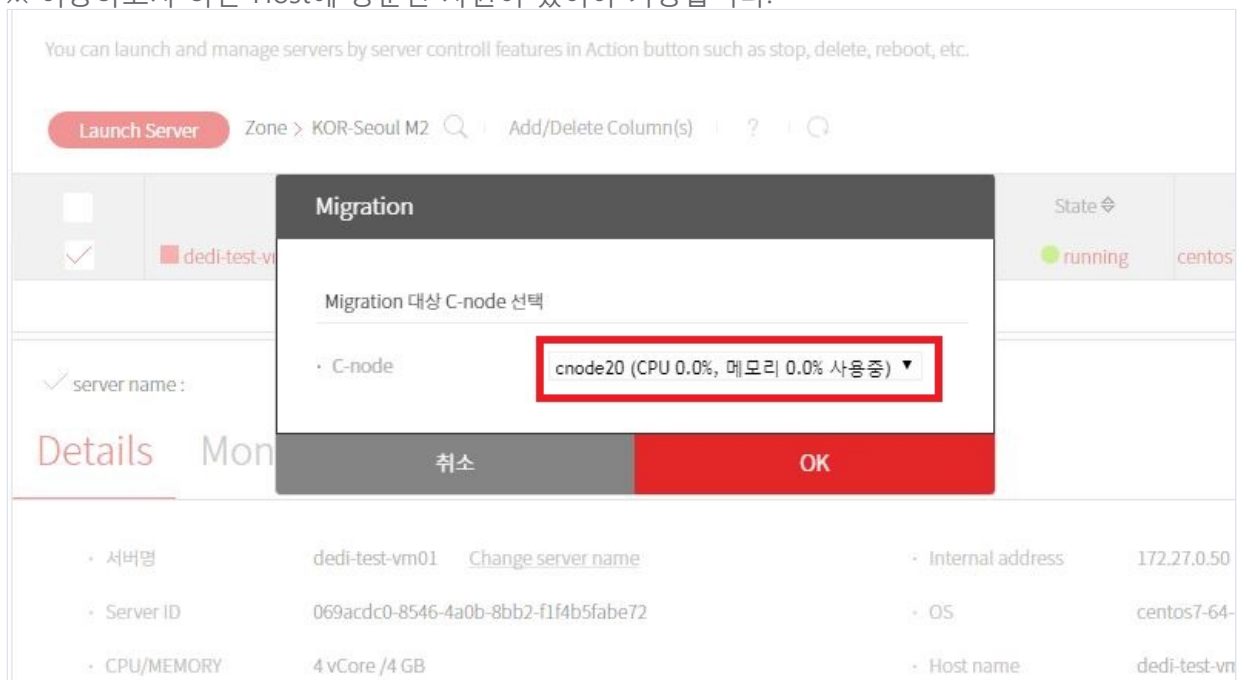 You can launch and manage servers by server controll features in Action button such as stop, delete, reboot, etc.
Launch Server Zone > KOR-Seoul M2 Add/Delete Column(s) ?
Migration
State
dedi-test-v
running centos
Migration 대상 C-node 선택
· C-node cnode20 (CPU 0.0%, 메모리 0.0% 사용중) ▼
server name :
Details Mon
취소 OK
· 서버명 dedi-test-vm01 Change server name · Internal address 172.27.0.50
· Server ID 069acdc0-8546-4a0b-8bb2-f1f4b5fabe72 · OS centos7-64-
· CPU/MEMORY 4 vCore /4 GB · Host name dedi-test-vm